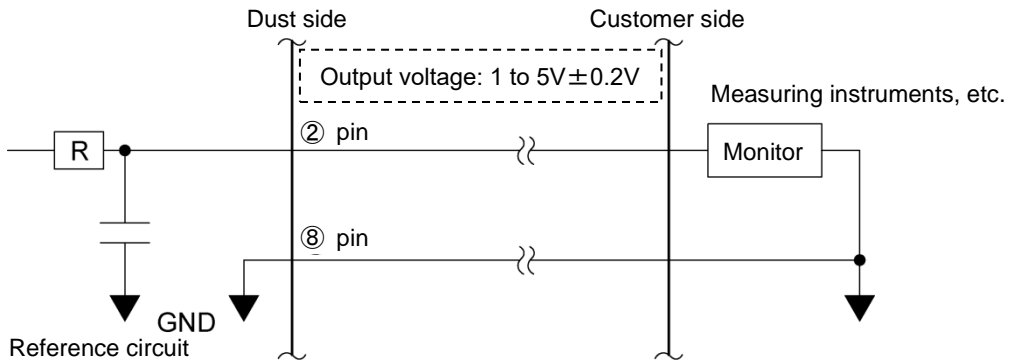 Dust side
Customer side
Output voltage: 1 to 5V±0.2V
Measuring instruments, etc.
② pin
R
Monitor
⑧ pin
GND
Reference circuit